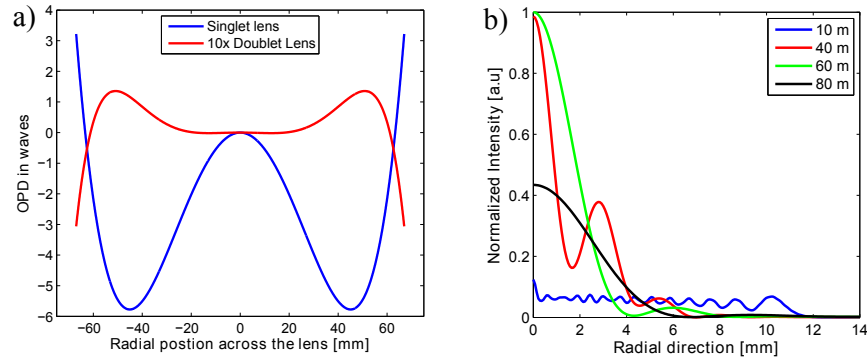 a)
4
3
2
1
0
−1
−2
−3
−4
−5
−6
OPD in waves
Singlet lens
10x Doublet Lens
−60 −40 −20 0 20 40 60
Radial postion across the lens [mm]
b)
1
0.8
0.6
0.4
0.2
0
Normalized Intensity [a.u]
10 m
40 m
60 m
80 m
0 2 4 6 8 10 12 14
Radial direction [mm]